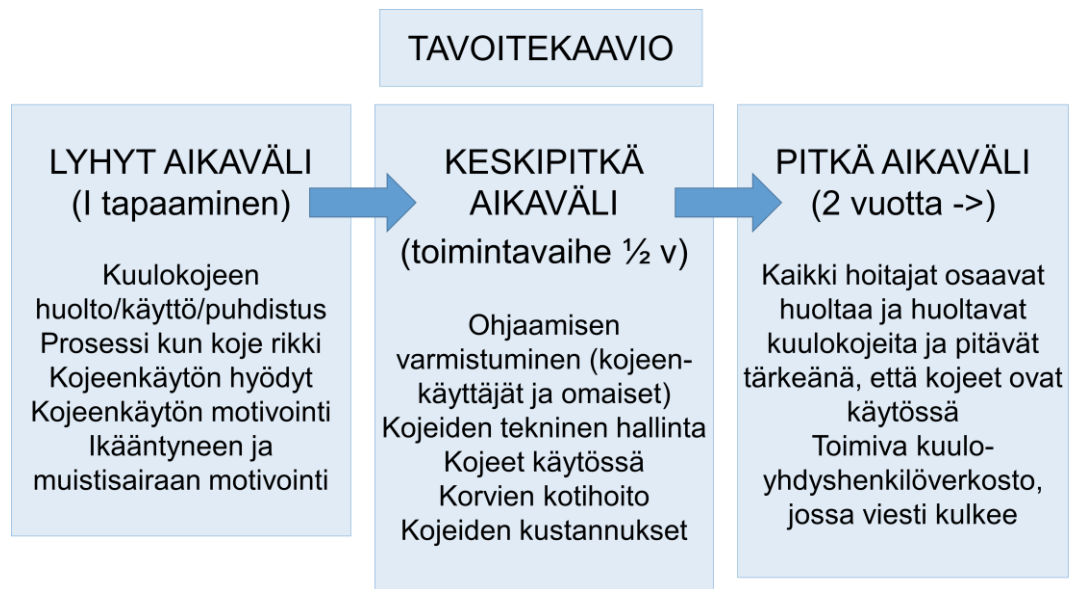 TAVOITEKAAVIO
LYHYT AIKAVÄLI
(I tapaaminen)
Kuulokojeen
huolto/käyttö/puhdistus
Prosessi kun koje rikki
Kojeenkäytön hyödyt
Kojeenkäytön motivointi
Ikääntyneen ja
muistisairaan motivointi
KESKIPITKÄ
AIKAVÄLI
(toimintavaihe ½ v)
Ohjaamisen
varmistuminen (kojeen-
käyttäjät ja omaiset)
Kojeiden tekninen hallinta
Kojeet käytössä
Korvien kotihoito
Kojeiden kustannukset
PITKÄ AIKAVÄLI
(2 vuotta ->)
Kaikki hoitajat osaavat
huoltaa ja huoltavat
kuulokojeita ja pitävät
tärkeänä, että kojeet ovat
käytössä
Toimiva kuulo-
yhdyshenkilöverkosto,
jossa viesti kulkee